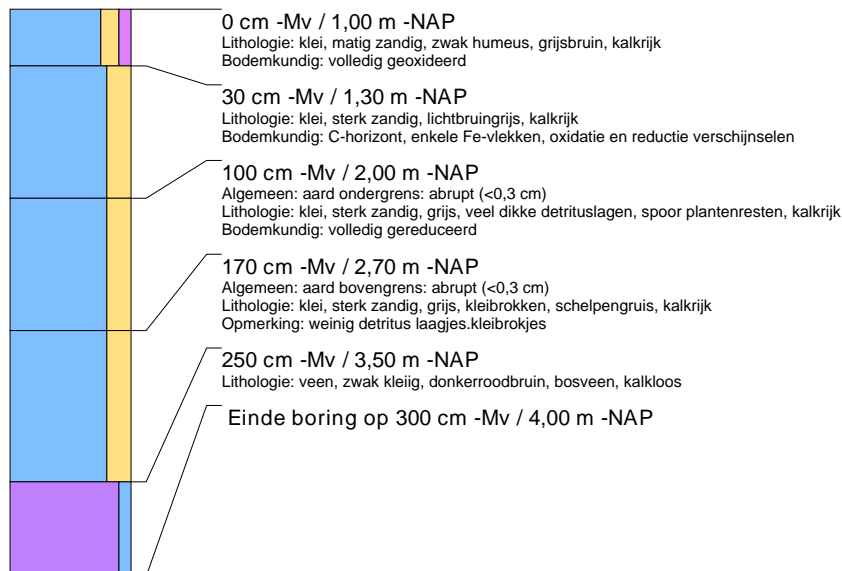 0 cm -Mv / 1,00 m -NAP
Lithologie: klei, matig zandig, zwak humeus, grijsbruin, kalkrijk
Bodemkundig: volledig geoxideerd
30 cm -Mv / 1,30 m -NAP
Lithologie: klei, sterk zandig, lichtbruingrijs, kalkrijk
Bodemkundig: C-horizont, enkele Fe-vlekken, oxidatie en reductie verschijnselen
100 cm -Mv / 2,00 m -NAP
Algemeen: aard ondergrens: abrupt (<0,3 cm)
Lithologie: klei, sterk zandig, grijs, veel dikke detrituslagen, spoor plantenresten, kalkrijk
Bodemkundig: volledig gereduceerd
170 cm -Mv / 2,70 m -NAP
Algemeen: aard bovengrens: abrupt (<0,3 cm)
Lithologie: klei, sterk zandig, grijs, kleibrokken, schelpengruis, kalkrijk
Opmerking: weinig detritus laagjes.kleibrokjes
250 cm -Mv / 3,50 m -NAP
Lithologie: veen, zwak kleiig, donkerroodbruin, bosveen, kalkloos
Einde boring op 300 cm -Mv / 4,00 m -NAP